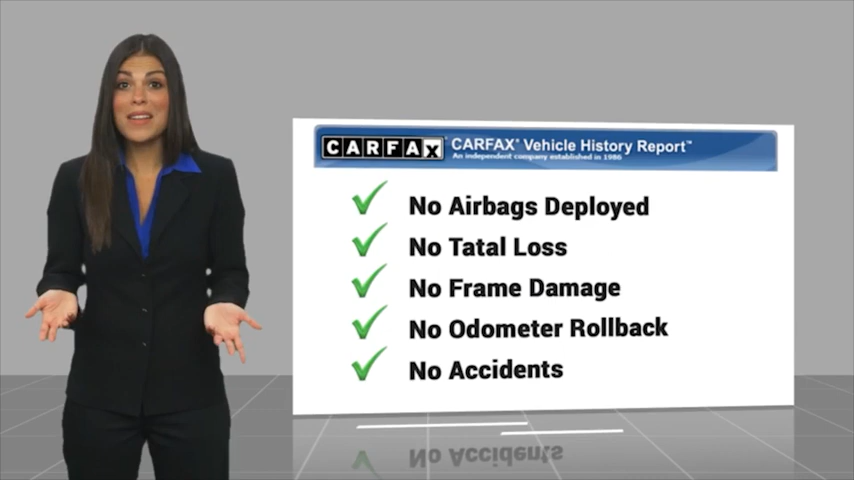 CARFAX CARFAX® Vehicle History Report™
An independent company established in 1986
No Airbags Deployed
No Tatal Loss
No Frame Damage
No Odometer Rollback
No Accidents
No Accidents